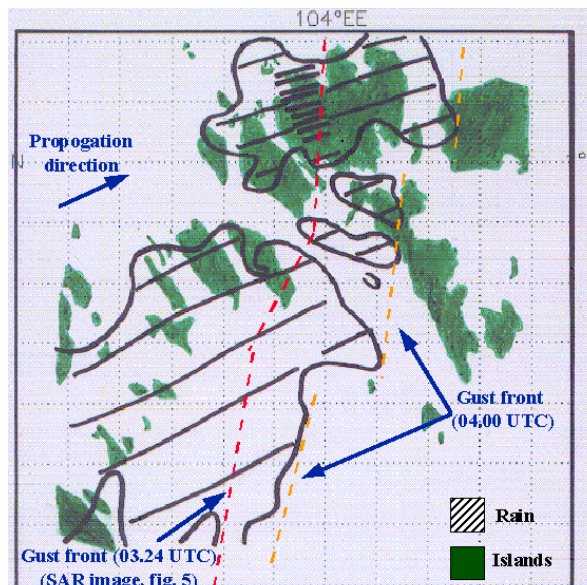 104°EE
Propogation
direction
N
Gust front
(04.00 UTC)
Rain
Gust front (03.24 UTC)
(SAR image, fig. 5)
Islands